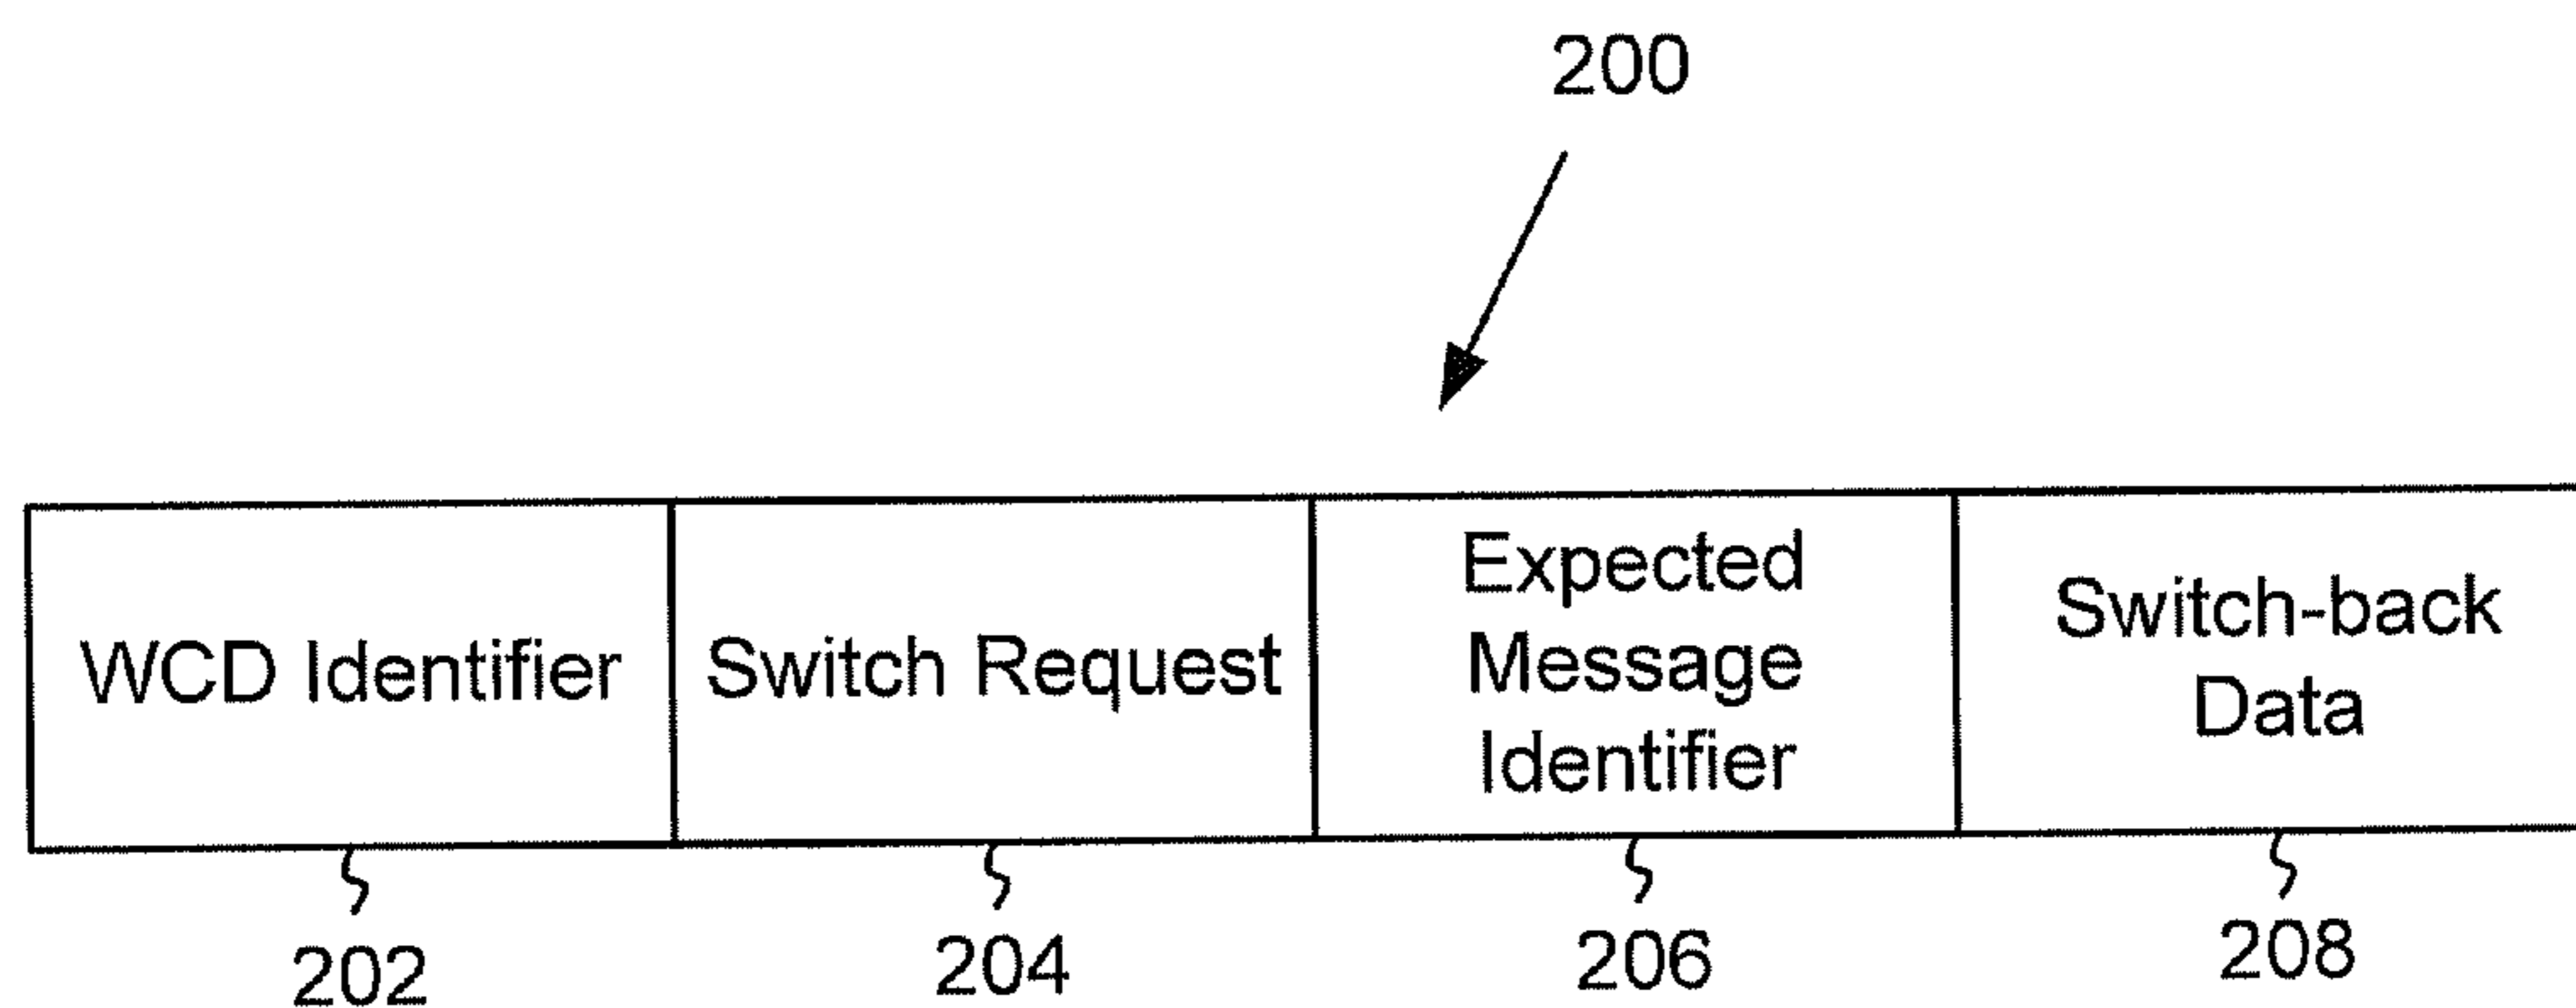 200
WCD Identifier
Switch Request
Expected
Message
Identifier
Switch-back
Data
202
204
206
208